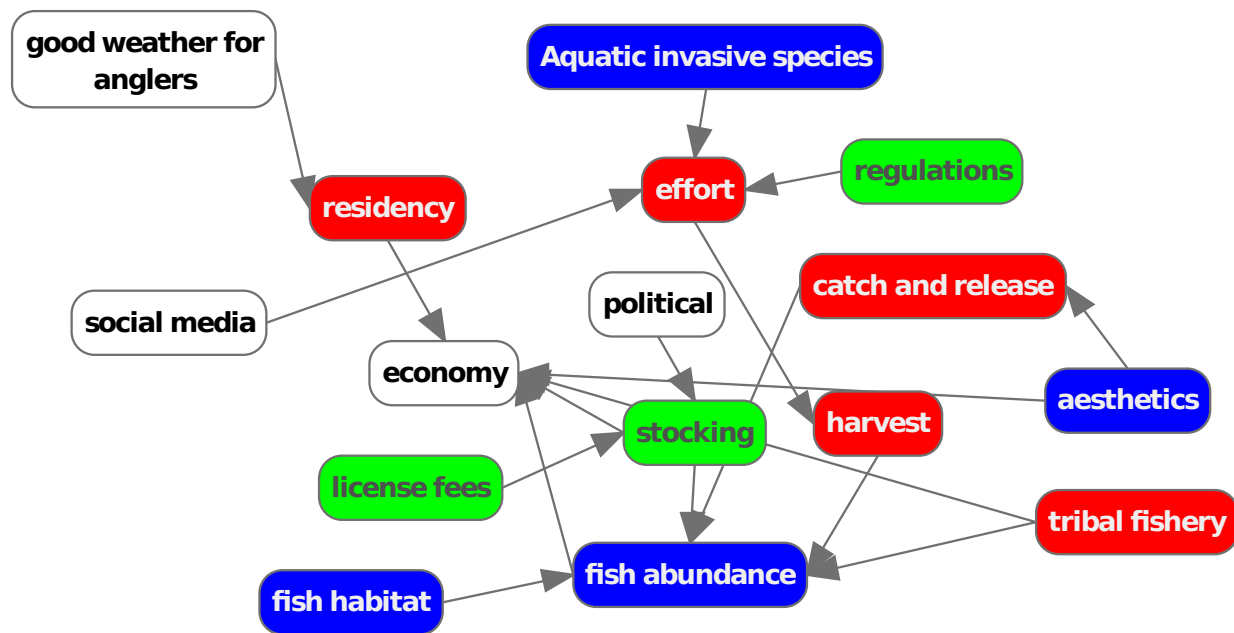 good weather for
anglers
Aquatic invasive species
regulations
effort
residency
catch and release
political
social media
economy
aesthetics
harvest
stocking
license fees
tribal fishery
fish abundance
fish habitat